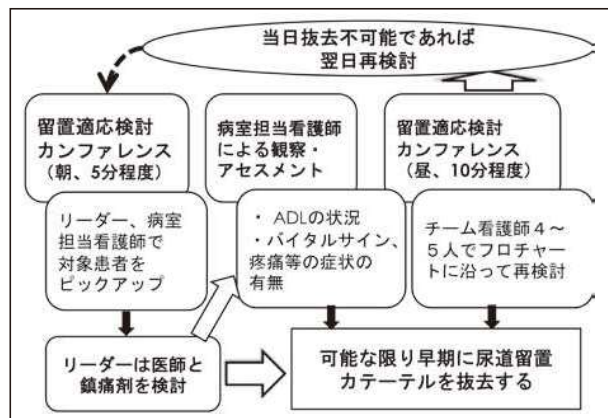 当日抜去不可能であれば
翌日再検討
留置適応検討
カンファレンス
（朝、5分程度）
リーダー、病室
担当看護師で
対象患者を
ピックアップ
リーダーは医師と
鎮痛剤を検討
病室担当看護師
による観察・
アセスメント
・ ADLの状況
・バイタルサイン、
疼痛等の症状の
有無
留置適応検討
カンファレンス
（昼、10分程度）
チーム看護師４～
５人でフロチャー
トに沿って再検討
可能な限り早期に尿道留置
カテーテルを抜去する